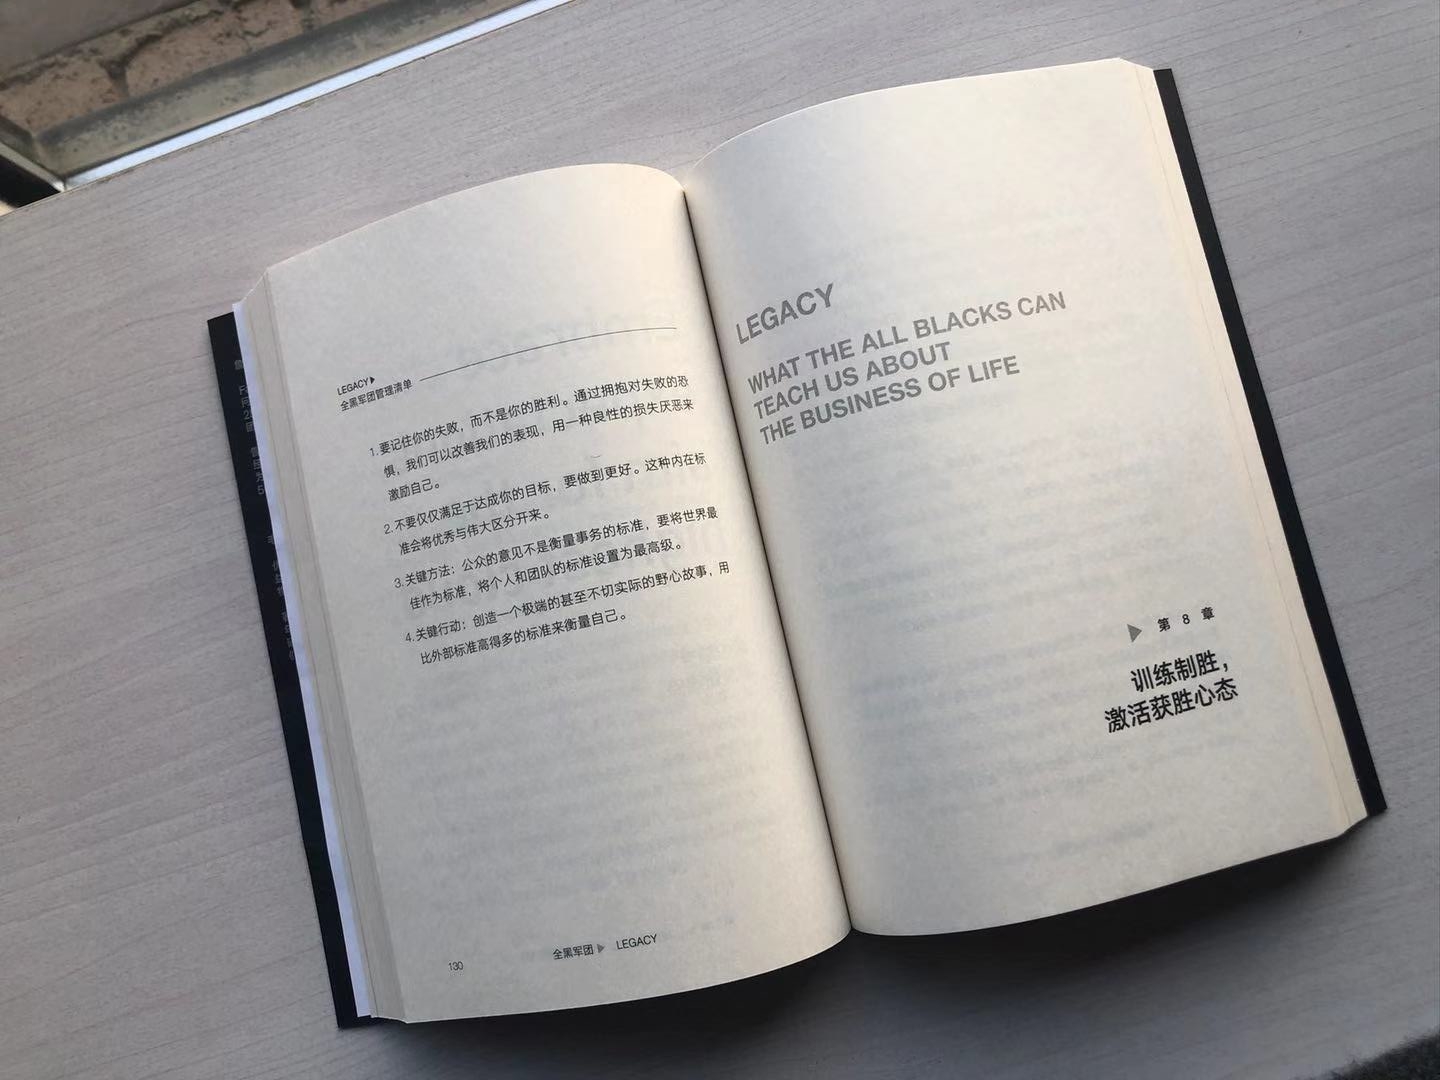 LEGACY▶
全黑军团管理清单
1.要记住你的失败，而不是你的胜利。通过拥抱对失败的恐
惧，我们可以改善我们的表现，用一种良性的损失厌恶来
激励自己。
2.不要仅仅满足于达成你的目标，要做到更好。这种内在标
准会将优秀与伟大区分开来。
3.关键方法：公众的意见不是衡量事务的标准，要将世界最
佳作为标准，将个人和团队的标准设置为最高级。
4.关键行动：创造一个极端的甚至不切实际的野心故事，用
比外部标准高得多的标准来衡量自己。
130
全黑军团▶ LEGACY
LEGACY
WHAT THE ALL BLACKS CAN
TEACH US ABOUT
THE BUSINESS OF LIFE
▶ 第 8 章
训练制胜，
激活获胜心态